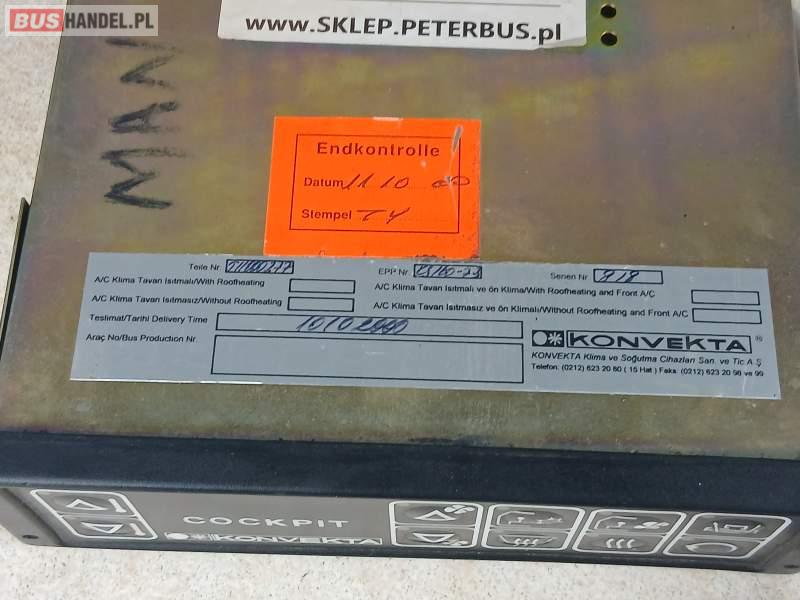 BUSHANDEL.PL
www.SKLEP.PETERBUS.pl
MAN
Endkontrolle
Datum 11 10 00
Stempel T4
Teile Nr.
EPP Nr.
Serien Nr 918
A/C Klima Tavan Isıtmalı/With Roofheating
A/C Klima Tavan Isıtmalı ve ön Klima/With Roofheating and Front A/C
A/C Klima Tavan Isıtmasız/Without Roofheating
A/C Klima Tavan Isıtmasız ve ön Klimalı/Without Roofheating and Front A/C
Teslimat/Tarihi Delivery Time 10 10 2000
Araç No/Bus Production Nr.
KONVEKTA ®
KONVEKTA Klima ve Soğutma Cihazları San. ve Tic A.Ş
Telefon: (0212) 623 20 80 ( 15 Hat ) Faks: (0212) 623 20 98 ve 99
COCKPIT
KONVEKTA